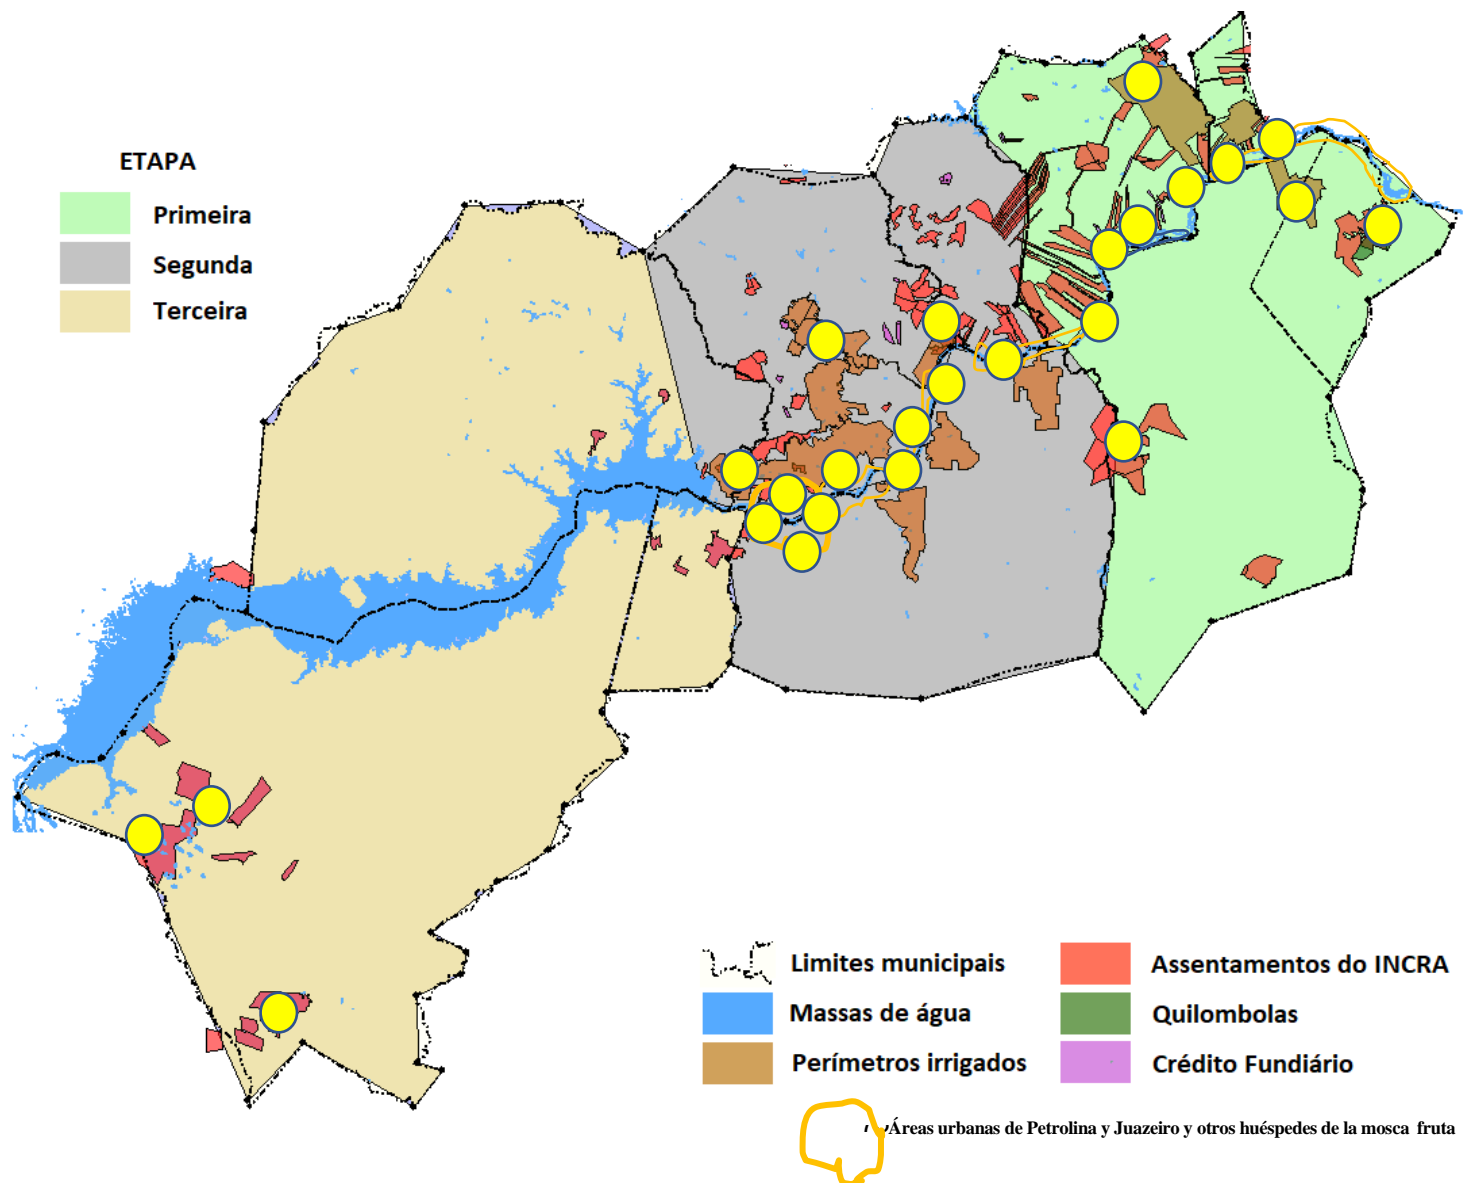 ETAPA
Primeira
Segunda
Terceira
Limites municipais
Massas de água
Perímetros irrigados
Assentamentos do INCRA
Quilombolas
Crédito Fundiário
Áreas urbanas de Petrolina y Juazeiro y otros huéspedes de la mosca fruta